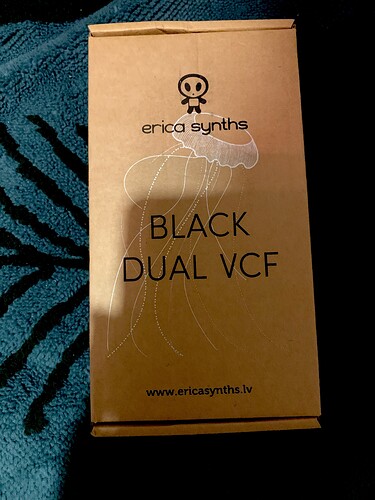 erica synths
BLACK
DUAL VCF
www.ericasynths.lv